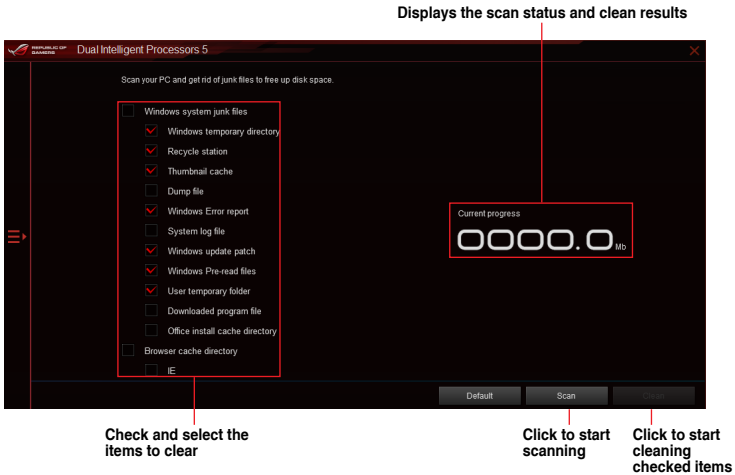 Displays the scan status and clean results
REPUBLIC OF
GAMERS
Dual Intelligent Processors 5
Scan your PC and get rid of junk files to free up disk space.
Windows system junk files
Windows temporary directory
Recycle station
Thumbnail cache
Dump file
Windows Error report
System log file
Windows update patch
Windows Pre-read files
User temporary folder
Downloaded program file
Office install cache directory
Browser cache directory
IE
Current progress
0000.0 Mb
Default
Scan
Clean
Check and select the
items to clear
Click to start
scanning
Click to start
cleaning
checked items